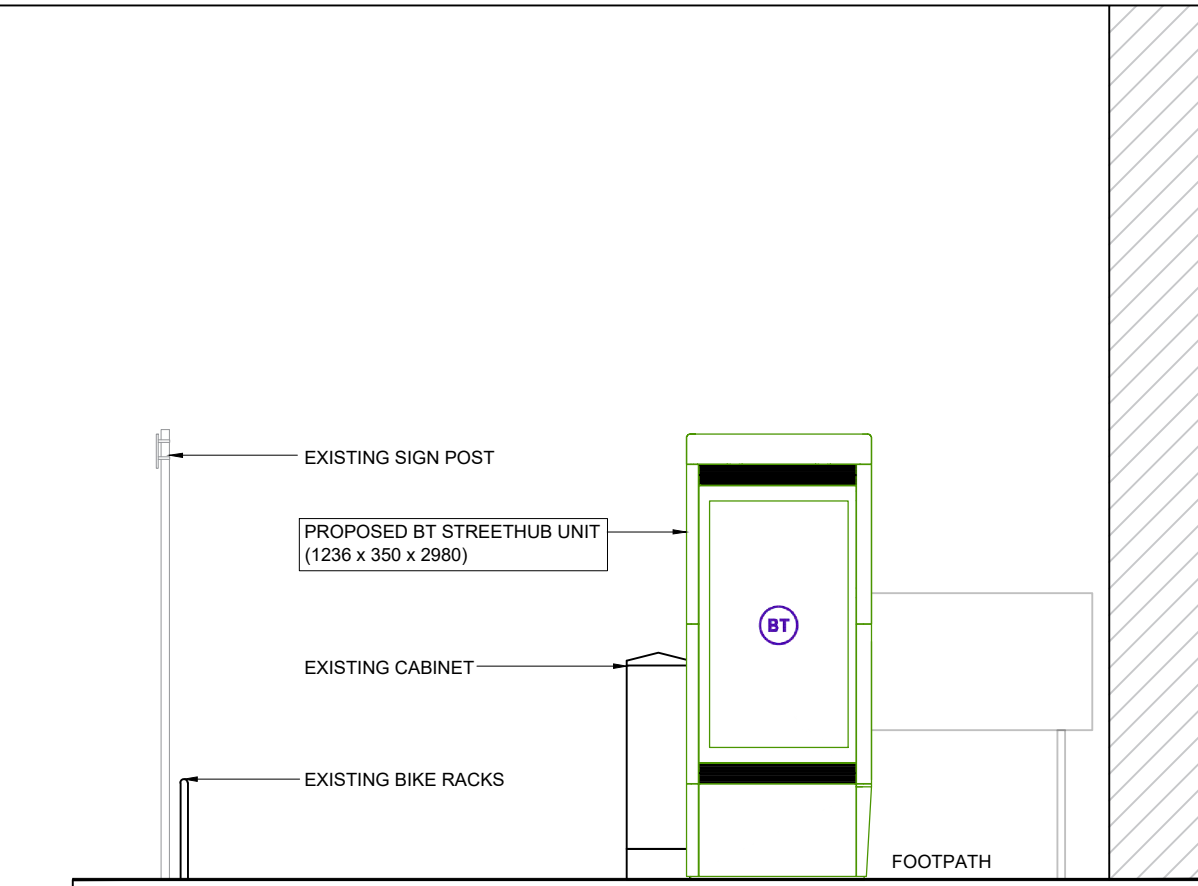 EXISTING SIGN POST
PROPOSED BT STREETHUB UNIT
(1236 x 350 x 2980)
BT
EXISTING CABINET
EXISTING BIKE RACKS
FOOTPATH